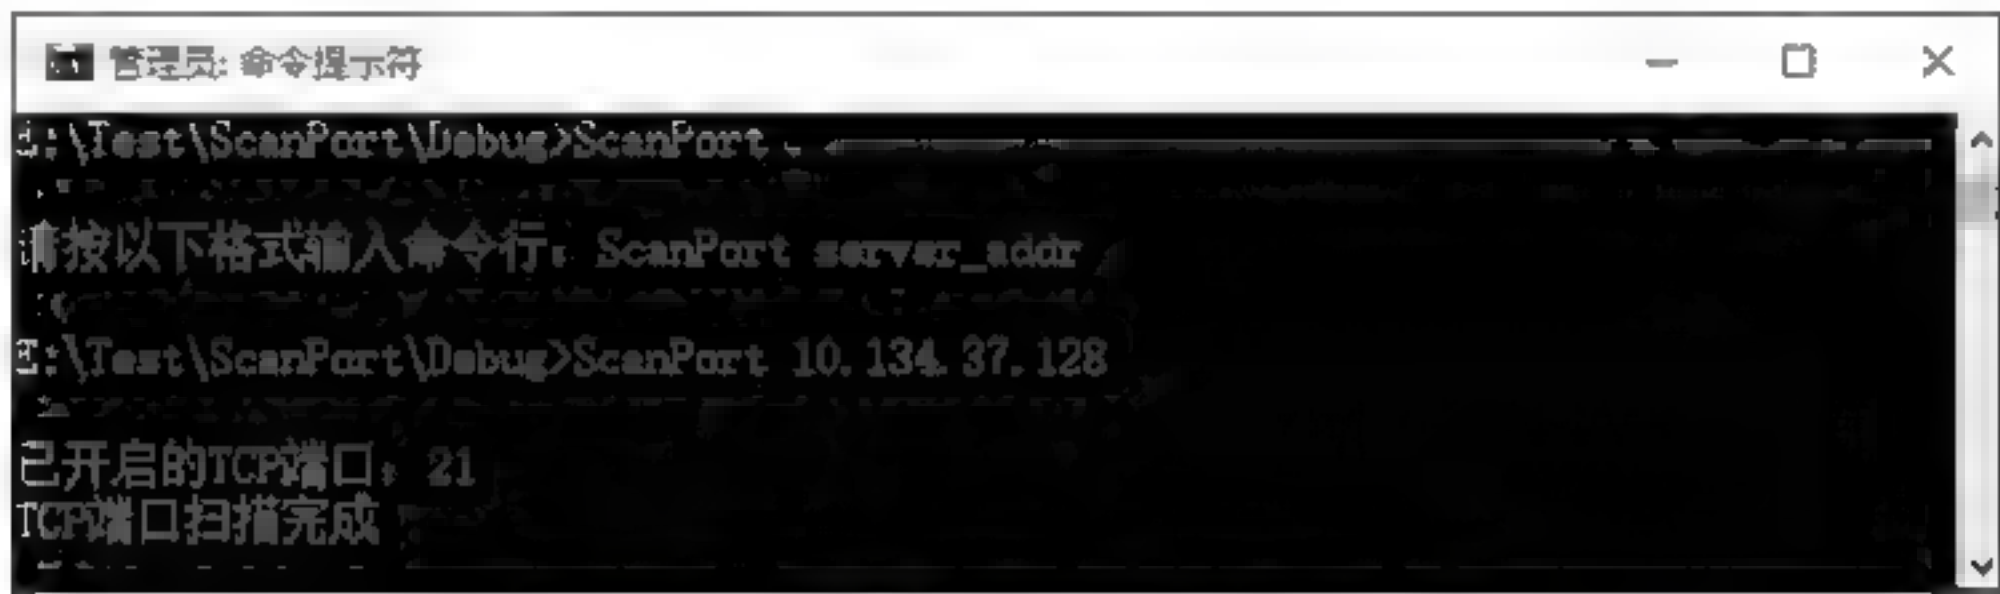 管理员: 命令提示符
E:\Test\ScanPort\Debug>ScanPort
请按以下格式输入命令行: ScanPort server_addr
E:\Test\ScanPort\Debug>ScanPort 10.134.37.128
已开启的TCP端口: 21
TCP端口扫描完成